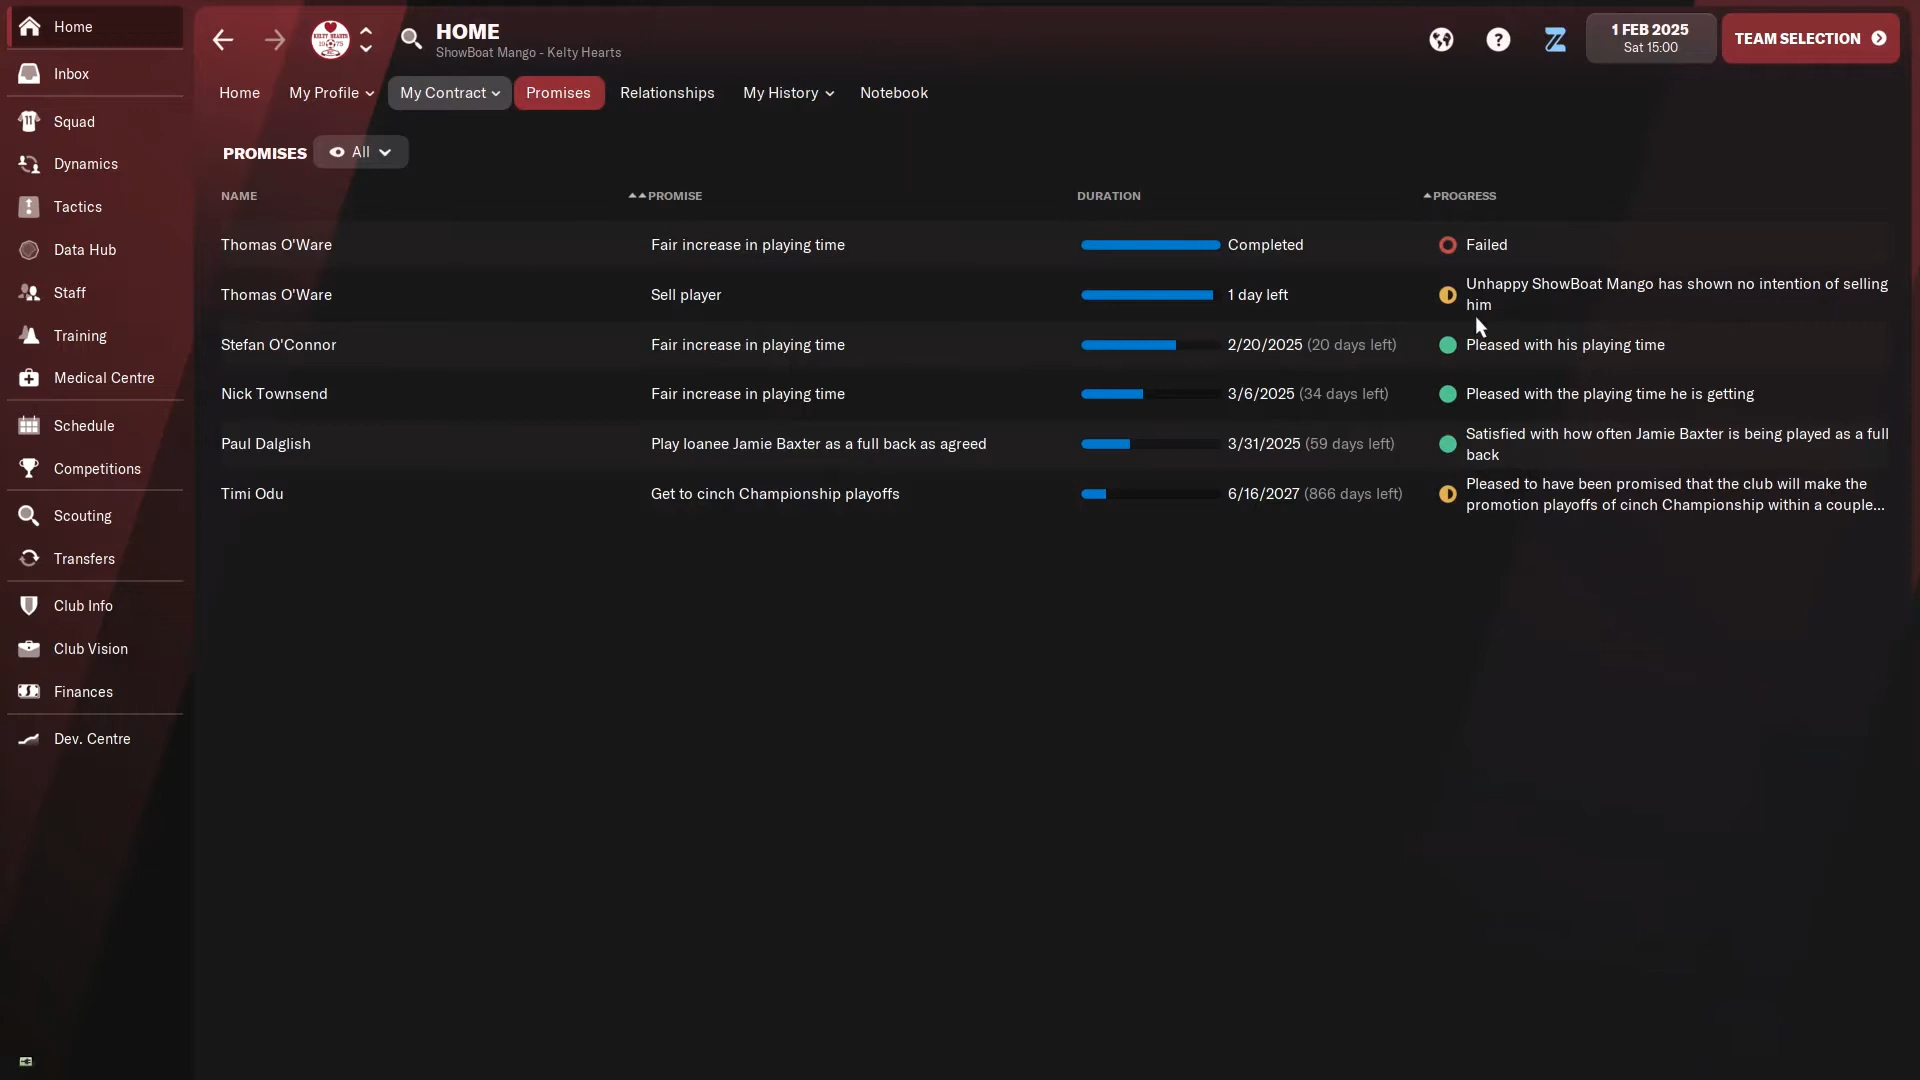 Home
Inbox
Squad
Dynamics
Tactics
Data Hub
Staff
Training
Medical Centre
Schedule
Competitions
Scouting
Transfers
Club Info
Club Vision
Finances
Dev. Centre
KELTY HEARTS
1975
HOME
ShowBoat Mango - Kelty Hearts
1 FEB 2025
Sat 15:00
TEAM SELECTION
Home My Profile My Contract Promises Relationships My History Notebook
PROMISES All
NAME PROMISE DURATION PROGRESS
Thomas O'Ware Fair increase in playing time Completed Failed
Thomas O'Ware Sell player 1 day left Unhappy ShowBoat Mango has shown no intention of selling
him
Stefan O'Connor Fair increase in playing time 2/20/2025 (20 days left) Pleased with his playing time
Nick Townsend Fair increase in playing time 3/6/2025 (34 days left) Pleased with the playing time he is getting
Paul Dalglish Play loanee Jamie Baxter as a full back as agreed 3/31/2025 (59 days left) Satisfied with how often Jamie Baxter is being played as a full
back
Timi Odu Get to cinch Championship playoffs 6/16/2027 (866 days left) Pleased to have been promised that the club will make the
promotion playoffs of cinch Championship within a couple...